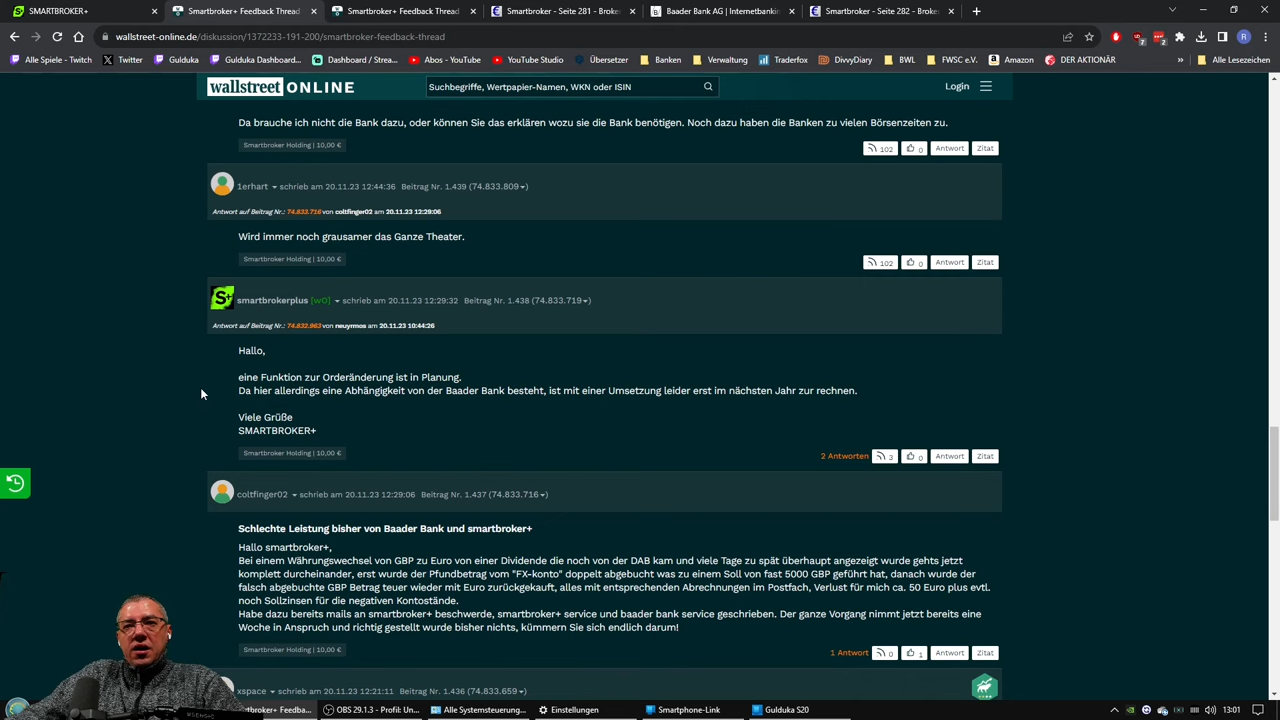 SMARTBROKER+
Smartbroker Feedback Thread
Smartbroker Feedback Thread
Smartbroker - Seite 281 - Broke
Baader Bank AG | Internetbankin
Smartbroker - Seite 282 - Broke
wallstreet-online.de/diskussion/1372233-191-200/smartbroker-feedback-thread
Alle Spiele - Twitch
Twitter
Gulduka
Gulduka Dashboard...
Dashboard / Strea...
Abos - YouTube
YouTube Studio
Übersetzer
Banken
Verwaltung
Traderfox
DivvyDiary
BWL
FWSC e.V.
Amazon
DER AKTIONÄR
Alle Lesezeichen
wallstreet ONLINE
Suchbegriffe, Wertpapier-Namen, WKN oder ISIN
Login
Da brauche ich nicht die Bank dazu, oder können Sie das erklären wozu sie die Bank benötigen. Noch dazu haben die Banken zu vielen Börsenzeiten zu.
Smartbroker Holding | 10,00 €
102 0 Antwort Zitat
1erhart schrieb am 20.11.23 12:44:36 Beitrag Nr. 1.439 (74.833.809)
Antwort auf Beitrag Nr.: 74.833.716 von coltfinger02 am 20.11.23 12:29:06
Wird immer noch grausamer das Ganze Theater.
Smartbroker Holding | 10,00 €
102 0 Antwort Zitat
smartbrokerplus [wO] schrieb am 20.11.23 12:29:32 Beitrag Nr. 1.438 (74.833.719)
Antwort auf Beitrag Nr.: 74.832.963 von neuyrmos am 20.11.23 10:44:26
Hallo,
eine Funktion zur Orderänderung ist in Planung.
Da hier allerdings eine Abhängigkeit von der Baader Bank besteht, ist mit einer Umsetzung leider erst im nächsten Jahr zu rechnen.
Viele Grüße
SMARTBROKER+
Smartbroker Holding | 10,00 €
2 Antworten 3 0 Antwort Zitat
coltfinger02 schrieb am 20.11.23 12:29:06 Beitrag Nr. 1.437 (74.833.716)
Schlechte Leistung bisher von Baader Bank und smartbroker+
Hallo smartbroker+,
Bei einem Währungswechsel von GBP zu Euro von einer Dividende die noch von der DAB kam und viele Tage zu spät überhaupt angezeigt wurde gehts jetzt
komplett durcheinander, erst wurde der Pfundbetrag vom "FX-konto" doppelt abgebucht was zu einem Soll von fast 5000 GBP geführt hat, danach wurde der
falsch abgebuchte GBP Betrag teuer wieder mit Euro zurückgekauft, alles mit entsprechenden Abrechnungen im Postfach, Verlust für mich ca. 50 Euro plus evtl.
noch Sollzinsen für die negativen Kontostände.
Habe dazu bereits mails an smartbroker+ beschwerde, smartbroker+ service und baader bank service geschrieben. Der ganze Vorgang nimmt jetzt bereits eine
Woche in Anspruch und richtig gestellt wurde bisher nichts, kümmern Sie sich endlich darum!
Smartbroker Holding | 10,00 €
1 Antwort 0 1 Antwort Zitat
xspace schrieb am 20.11.23 12:21:11 Beitrag Nr. 1.436 (74.833.659)
OBS 29.1.3 - Profil: Un...
Alle Systemsteuerung...
Einstellungen
Smartphone-Link
Gulduka S20
13:01